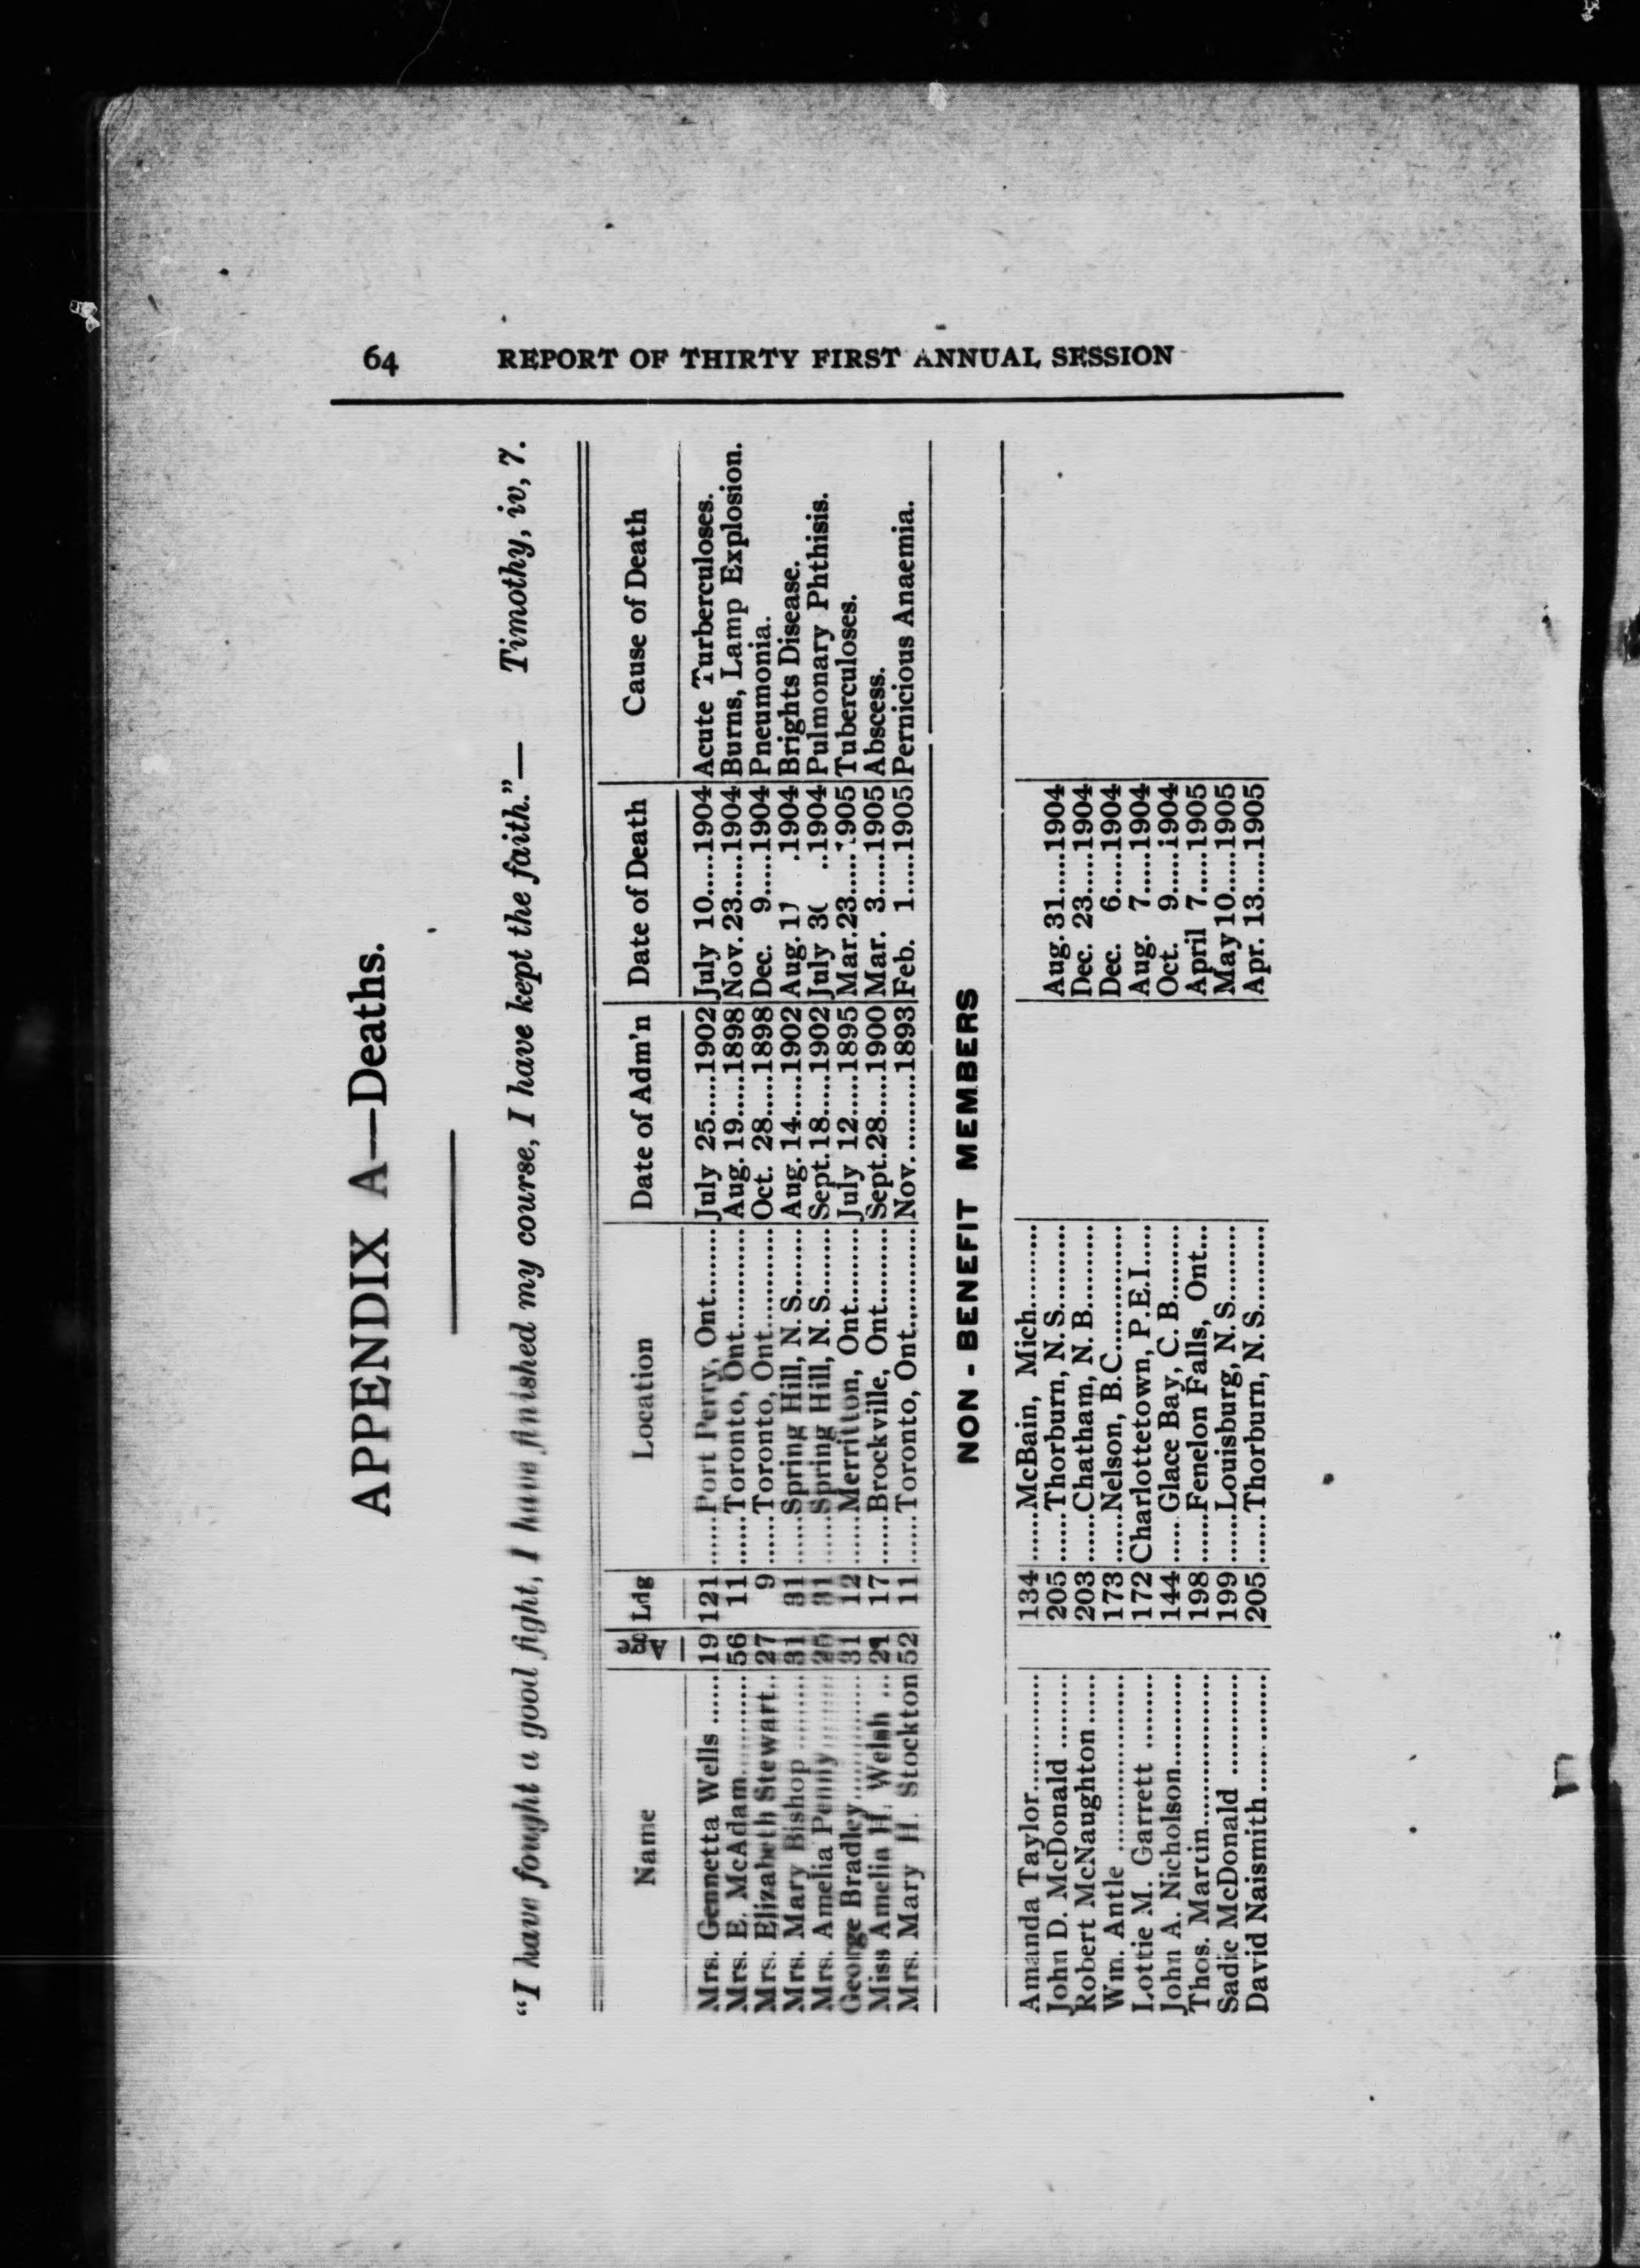 64 REPORT OF THIRTY FIRST ANNUAL SESSION
APPENDIX A—Deaths.
"I have fought a good fight, I have finished my course, I have kept the faith."— Timothy, iv, 7.
Name Age Ldg Location Date of Adm'n Date of Death Cause of Death
Mrs. Gennetta Wells ...... 19 121 ......Port Perry, Ont.......... July 25......1902 July 10......1904 Acute Turberculoses.
Mrs. E. McAdam........... 56 11 ......Toronto, Ont............. Aug. 19......1898 Nov. 23......1904 Burns, Lamp Explosion.
Mrs. Elizabeth Stewart... 27 9 ......Toronto, Ont............. Oct. 28......1898 Dec. 9......1904 Pneumonia.
Mrs. Mary Bishop ......... 31 31 ......Spring Hill, N.S.......... Aug. 14......1902 Aug. .1904 Brights Disease.
Mrs. Amelia Penny......... 31 ......Spring Hill, N.S.......... Sept. 18......1902 July ..1904 Pulmonary Phthisis.
George Bradley............ 31 12 ......Merritton, Ont.......... July 12......1895 Mar. 23......1905 Tuberculoses.
Miss Amelia H. Welsh ... 17 ......Brockville, Ont.......... Sept. 28......1900 Mar. 3......1905 Abscess.
Mrs. Mary H. Stockton 52 11 ......Toronto, Ont............. Nov. ..........1893 Feb. 1......1905 Pernicious Anaemia.
NON-BENEFIT MEMBERS
Amanda Taylor.............. 134 ......McBain, Mich..........
John D. McDonald .......... 205 ......Thorburn, N.S........... Aug. 31......1904
Robert McNaughton ...... 203 ......Chatham, N.B........... Dec. 23......1904
Wm. Antle ..................... 173 ......Nelson, B.C............... Dec. 6......1904
Lottie M. Garrett .......... 172 Charlottetown, P.E.I...... Aug. 7......1904
John A. Nicholson........... 144 ...... Glace Bay, C. B.......... Oct. 9......1904
Thos. Martin.................. 198 ......Fenelon Falls, Ont... April 7......1905
Sadie McDonald ............ 199 ......Louisburg, N.S........... May 10......1905
David Naismith............... 205 ......Thorburn, N.S........... Apr. 13......1905